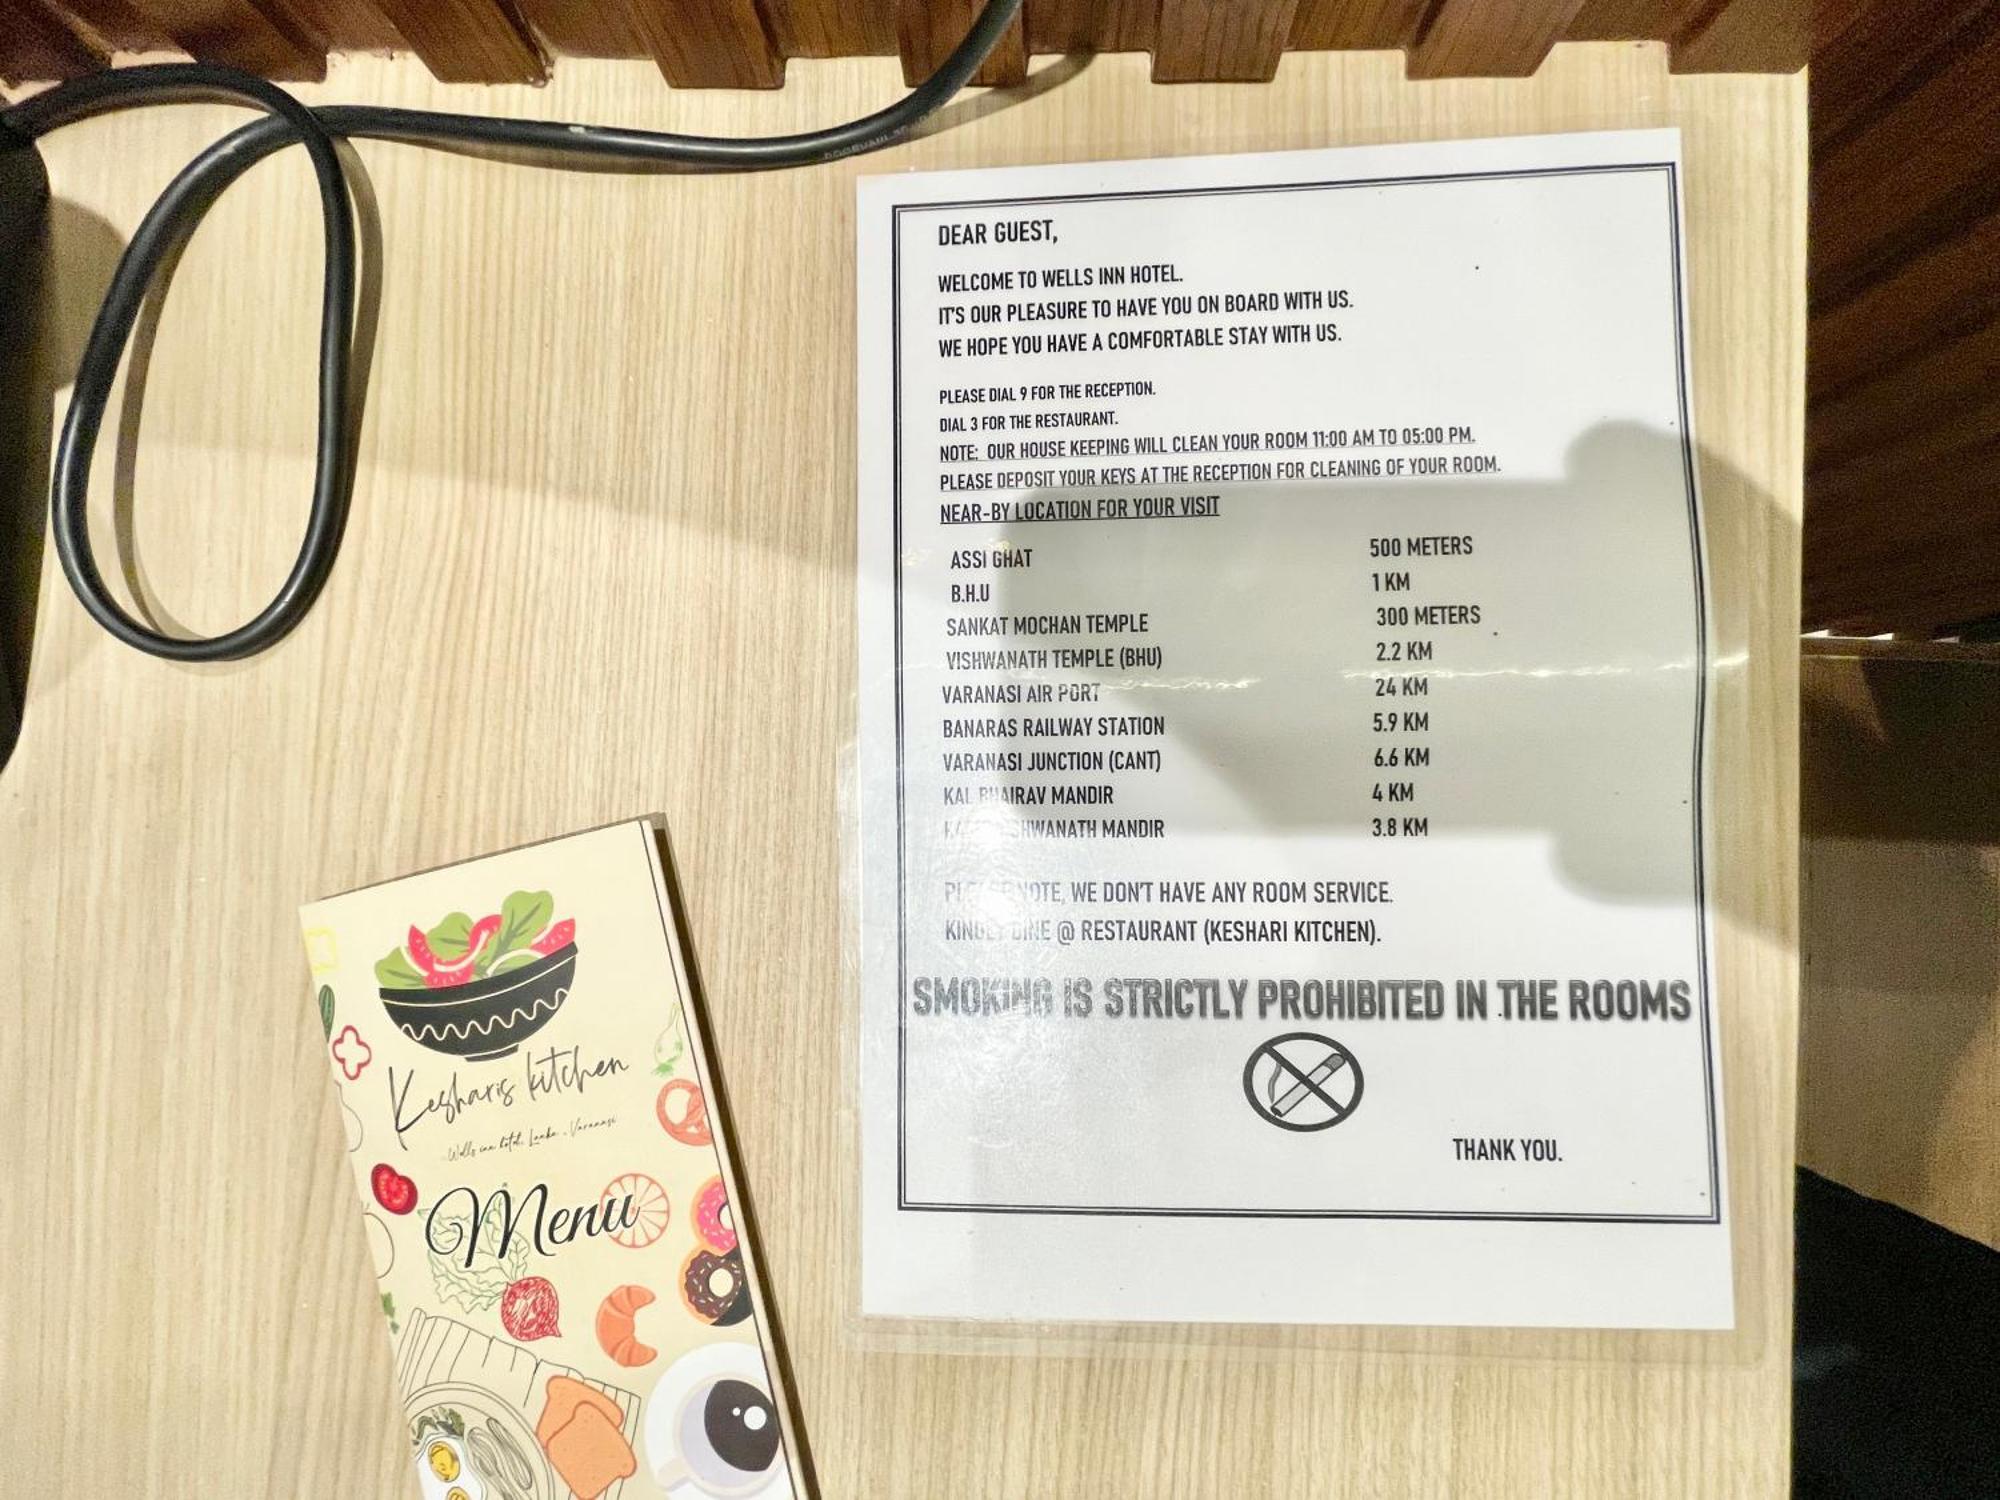 DEAR GUEST,
WELCOME TO WELLS INN HOTEL.
IT'S OUR PLEASURE TO HAVE YOU ON BOARD WITH US.
WE HOPE YOU HAVE A COMFORTABLE STAY WITH US.
PLEASE DIAL 9 FOR THE RECEPTION.
DIAL 3 FOR THE RESTAURANT.
NOTE: OUR HOUSE KEEPING WILL CLEAN YOUR ROOM 11:00 AM TO 05:00 PM.
PLEASE DEPOSIT YOUR KEYS AT THE RECEPTION FOR CLEANING OF YOUR ROOM.
NEAR-BY LOCATION FOR YOUR VISIT
ASSI GHAT 500 METERS
B.H.U 1 KM
SANKAT MOCHAN TEMPLE 300 METERS
VISHWANATH TEMPLE (BHU) 2.2 KM
VARANASI AIR PORT 24 KM
BANARAS RAILWAY STATION 5.9 KM
VARANASI JUNCTION (CANT) 6.6 KM
KAL BHAIRAV MANDIR 4 KM
MANDIR 3.8 KM
PLEASE NOTE, WE DON'T HAVE ANY ROOM SERVICE.
KINDLY DINE @ RESTAURANT (KESHARI KITCHEN).
SMOKING IS STRICTLY PROHIBITED IN THE ROOMS
THANK YOU.
Kesharis kitchen
Wells inn hotel, Lanka, Varanasi
Menu